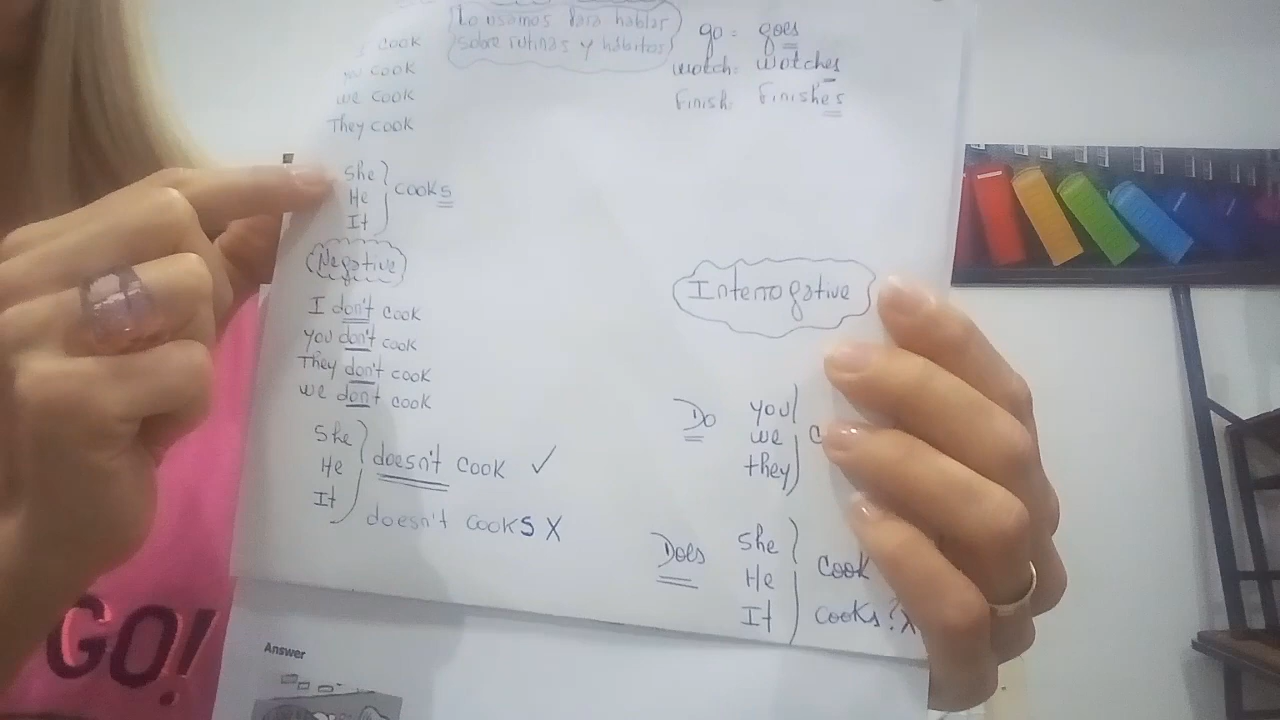 Lo usamos para hablar
sobre rutinas y hábitos
cook
you cook
we cook
They cook
She
He
It
cooks
go = goes
watch: watches
Finish: Finishes
Negative
I don't cook
you don't cook
They don't cook
we don't cook
She
He
It
doesn't cook ✓
doesn't cooks X
Interrogative
Do
you
we
they
Does
She
He
It
cook
cooks? X
GO!
Answer